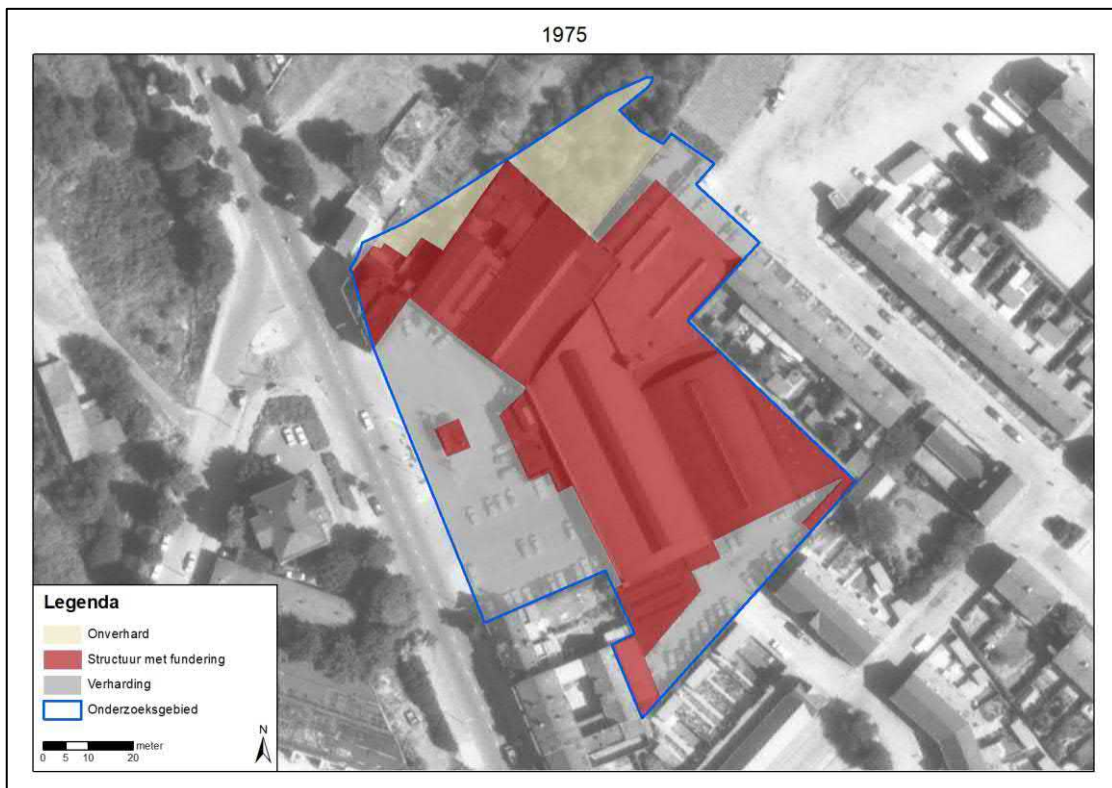 1975
Legenda
Onverhard
Structuur met fundering
Verharding
Onderzoeksgebied
meter
0 5 10 20
N